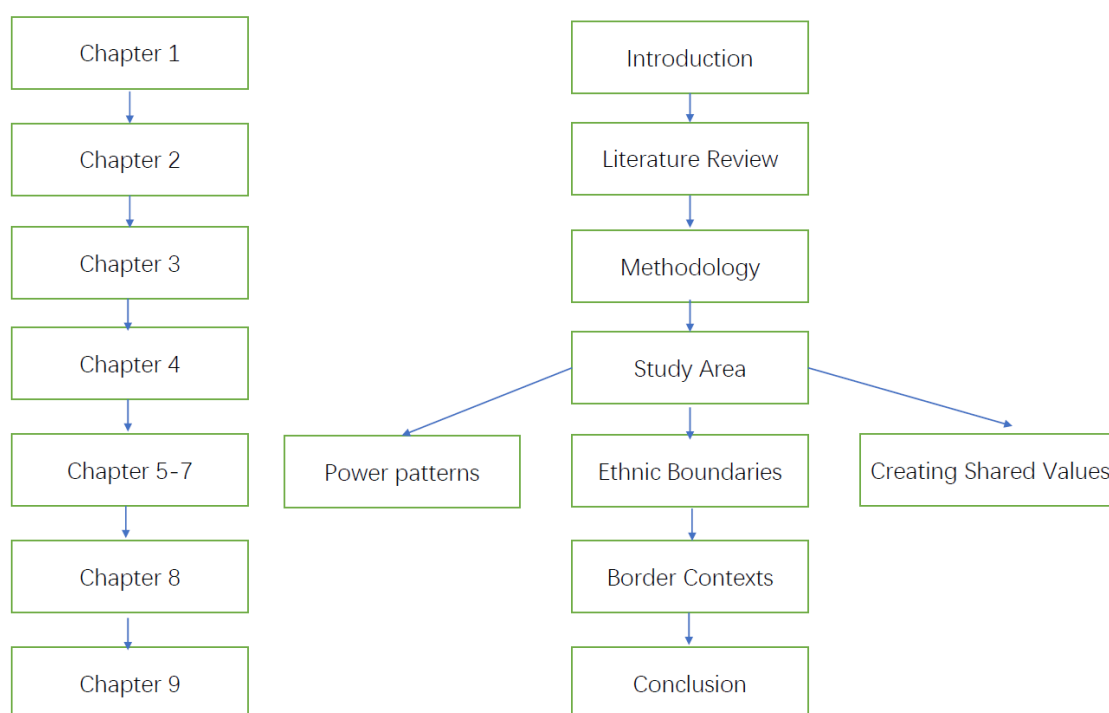 Chapter 1
Introduction
Chapter 2
Literature Review
Chapter 3
Methodology
Chapter 4
Study Area
Chapter 5-7
Power patterns
Ethnic Boundaries
Creating Shared Values
Chapter 8
Border Contexts
Chapter 9
Conclusion